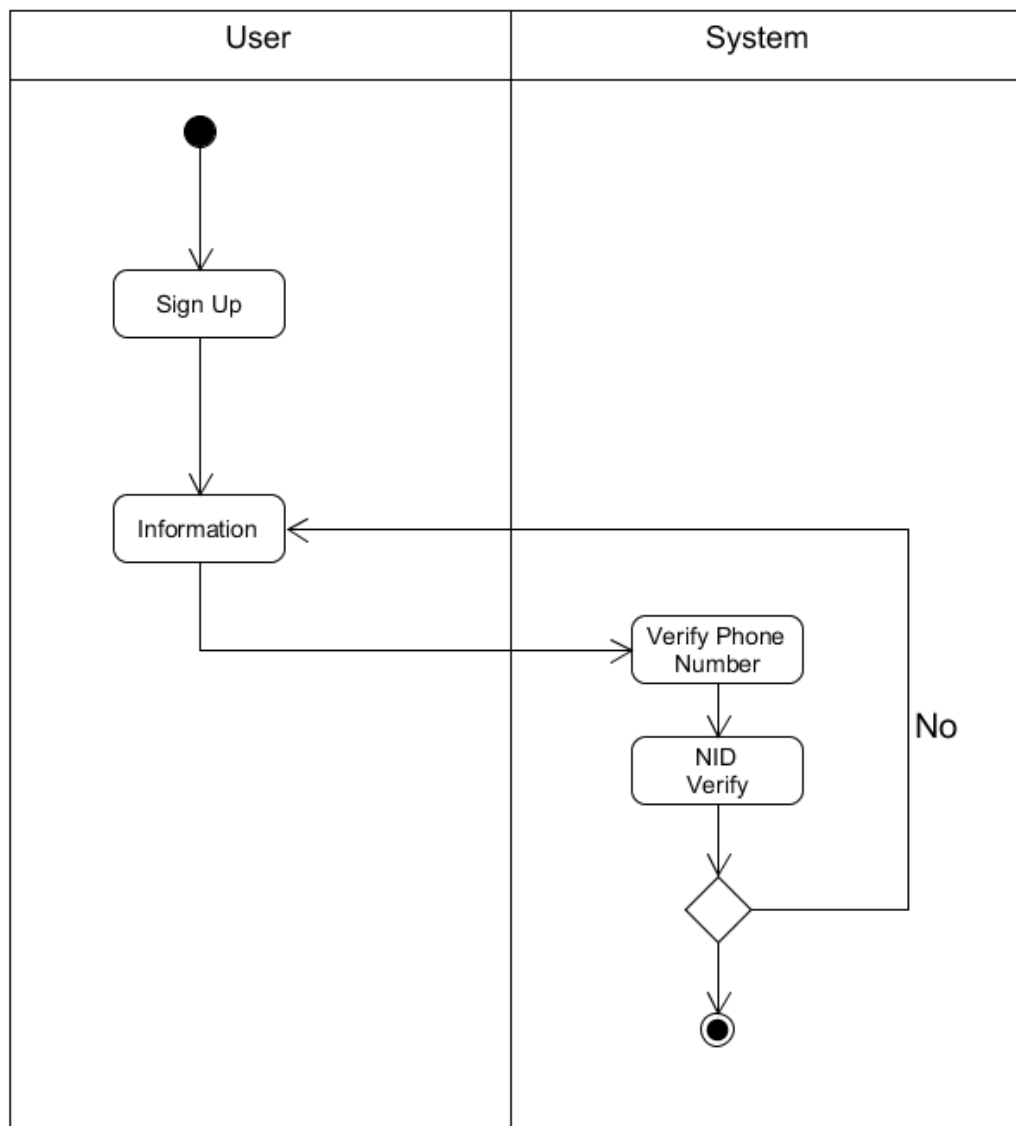 User
System
Sign Up
Information
Verify Phone
Number
No
NID
Verify